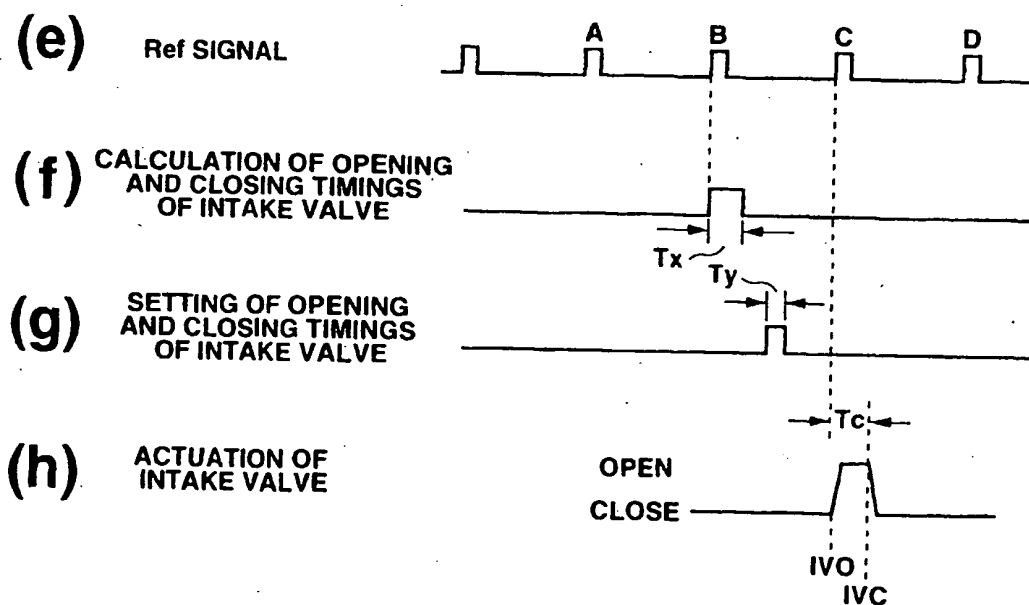 (e) Ref SIGNAL
A B C D
(f) CALCULATION OF OPENING
AND CLOSING TIMINGS
OF INTAKE VALVE
Tx
Ty
(g) SETTING OF OPENING
AND CLOSING TIMINGS
OF INTAKE VALVE
Tc
(h) ACTUATION OF
INTAKE VALVE
OPEN
CLOSE
IVO
IVC